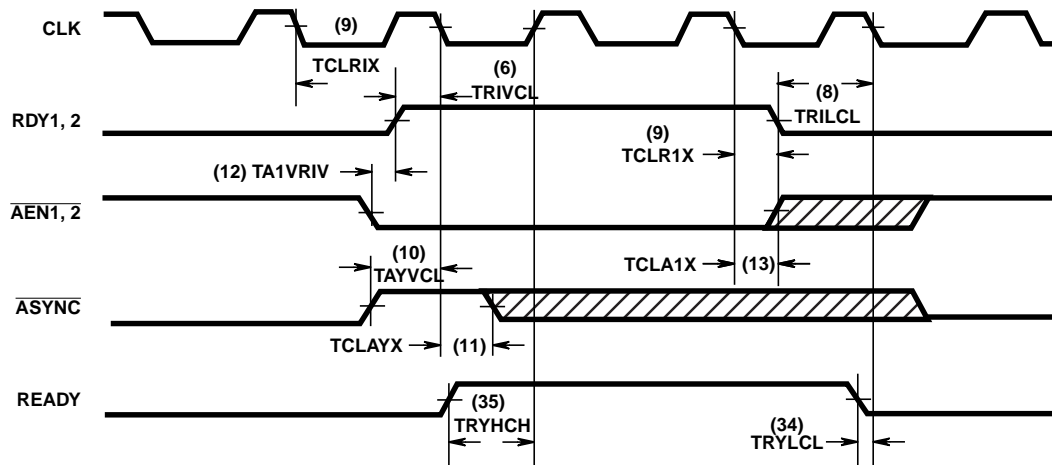 CLK
(9)
TCLRIX
(6)
TRIVCL
(8)
TRILCL
RDY1, 2
(9)
TCLR1X
(12) TA1VRIV
AEN1, 2
(10)
TAYVCL
TCLA1X (13)
ASYNC
TCLAYX (11)
READY
(35)
TRYHCH
(34)
TRYLCL